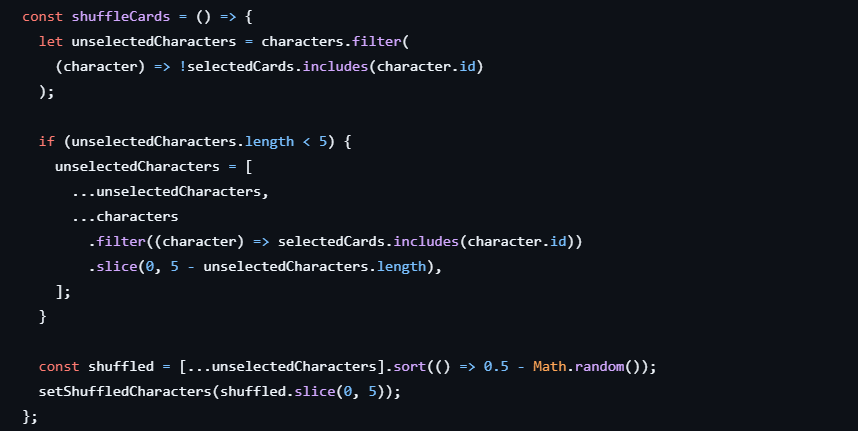 const shuffleCards = () => {
let unselectedCharacters = characters.filter(
(character) => !selectedCards.includes(character.id)
);
if (unselectedCharacters.length < 5) {
unselectedCharacters = [
...unselectedCharacters,
...characters
.filter((character) => selectedCards.includes(character.id))
.slice(0, 5 - unselectedCharacters.length),
];
}
const shuffled = [...unselectedCharacters].sort(() => 0.5 - Math.random());
setShuffledCharacters(shuffled.slice(0, 5));
};